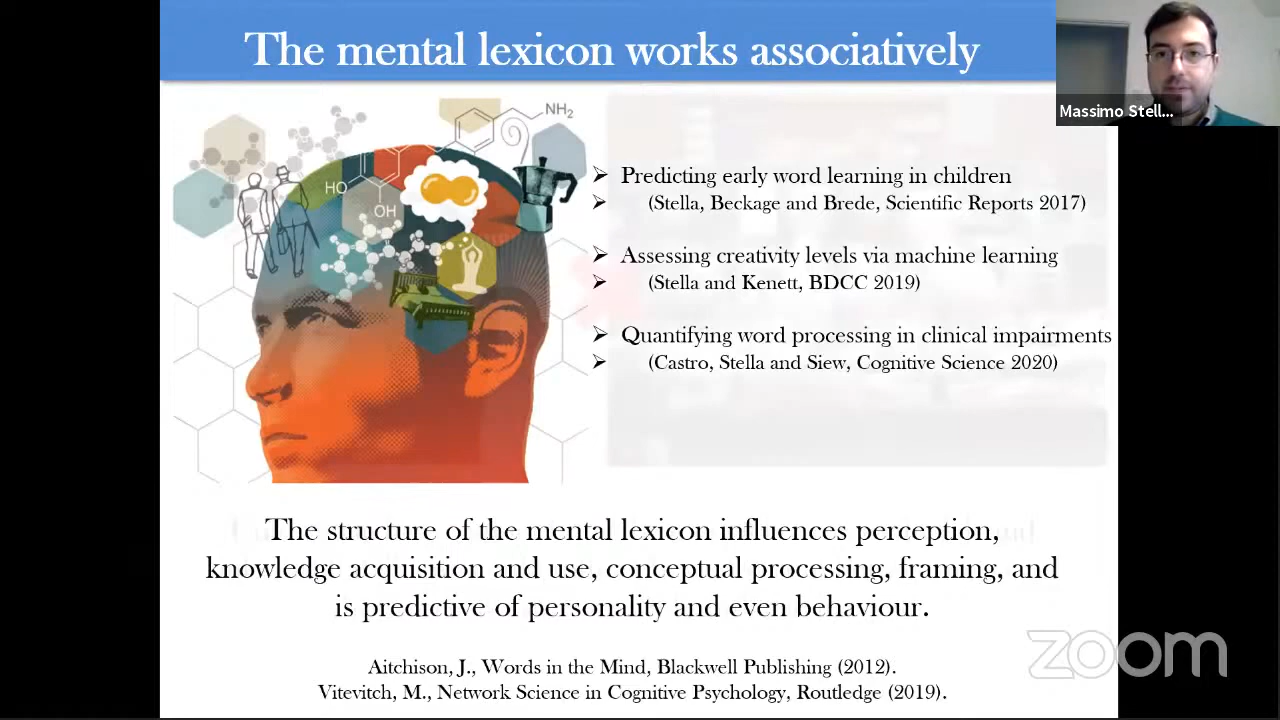 The mental lexicon works associatively
Massimo Stell...
NH2
HO
OH
➢ Predicting early word learning in children
➢ (Stella, Beckage and Brede, Scientific Reports 2017)
➢ Assessing creativity levels via machine learning
➢ (Stella and Kenett, BDCC 2019)
➢ Quantifying word processing in clinical impairments
➢ (Castro, Stella and Siew, Cognitive Science 2020)
The structure of the mental lexicon influences perception,
knowledge acquisition and use, conceptual processing, framing, and
is predictive of personality and even behaviour.
Aitchison, J., Words in the Mind, Blackwell Publishing (2012).
Vitevitch, M., Network Science in Cognitive Psychology, Routledge (2019).
zoom